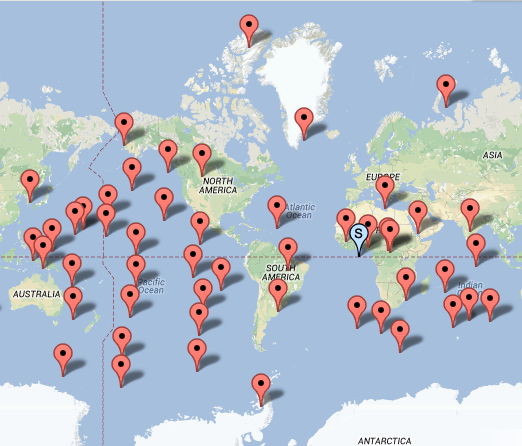 ASIA
NORTH
AMERICA
EUROPE
Atlantic
Ocean
S
SOUTH
AMERICA
AUSTRALIA
Pacific
Ocean
Indian
ANTARCTICA